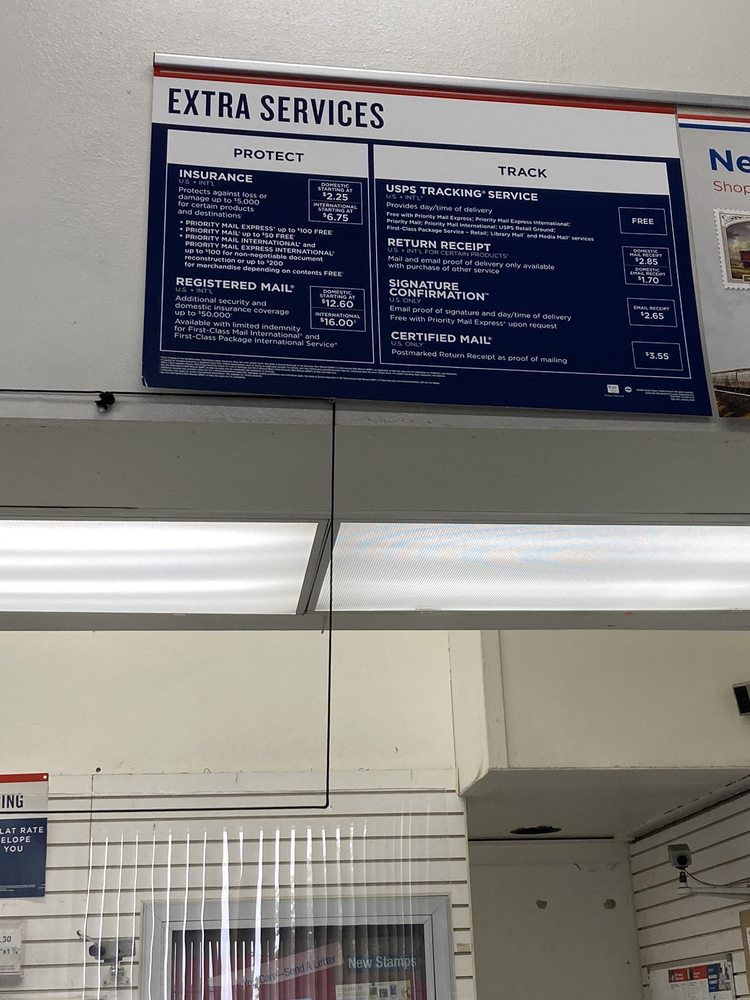 EXTRA SERVICES
PROTECT
INSURANCE
U.S. + INT'L
Protects against loss or
damage up to $5,000
for certain products
and destinations
DOMESTIC
STARTING AT
$2.25
INTERNATIONAL
STARTING AT
$6.75
• PRIORITY MAIL EXPRESS® up to $100 FREE
• PRIORITY MAIL® up to $50 FREE
• PRIORITY MAIL INTERNATIONAL® and
PRIORITY MAIL EXPRESS INTERNATIONAL®
up to $100 for non-negotiable document
reconstruction or up to $200
for merchandise depending on contents FREE
REGISTERED MAIL®
U.S. + INT'L
Additional security and
domestic insurance coverage
up to $50,000
Available with limited indemnity
for First-Class Mail International® and
First-Class Package International Service®
DOMESTIC
STARTING AT
$12.60
INTERNATIONAL
$16.00
TRACK
USPS TRACKING® SERVICE
U.S. + INT'L
Provides day/time of delivery
Free with Priority Mail Express; Priority Mail Express International;
Priority Mail; Priority Mail International; USPS Retail Ground;
First-Class Package Service – Retail; Library Mail™ and Media Mail® services
FREE
RETURN RECEIPT
U.S. + INT'L FOR CERTAIN PRODUCTS
Mail and email proof of delivery only available
with purchase of other service
DOMESTIC
MAIL RECEIPT
$2.85
DOMESTIC
EMAIL RECEIPT
$1.70
SIGNATURE
CONFIRMATION™
U.S. ONLY
Email proof of signature and day/time of delivery
Free with Priority Mail Express® upon request
EMAIL RECEIPT
$2.65
CERTIFIED MAIL®
U.S. ONLY
Postmarked Return Receipt as proof of mailing
$3.55
Ne
Shop
ING
LAT RATE
ELOPE
YOU
.30
Care–Send A Letter
New Stamps